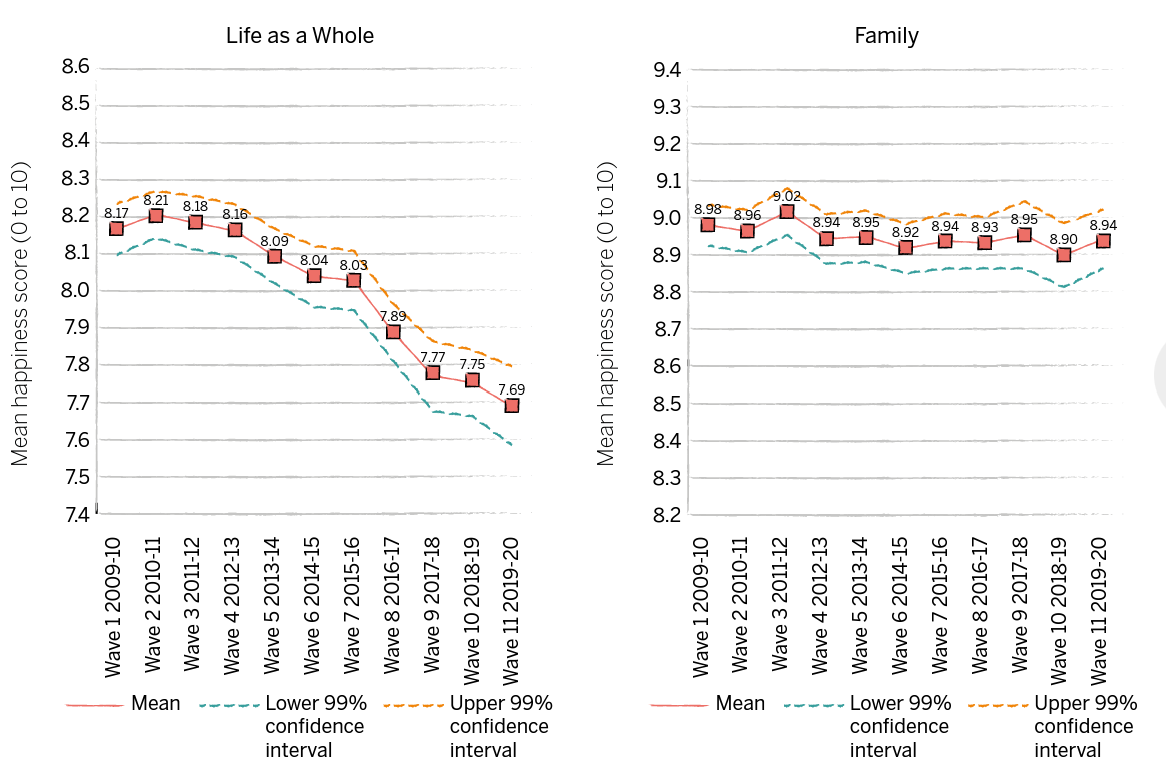 Life as a Whole
Mean happiness score (0 to 10)
8.6
8.5
8.4
8.3
8.2
8.1
8.0
7.9
7.8
7.7
7.6
7.5
7.4
8.17
8.21
8.18
8.16
8.09
8.04
8.03
7.89
7.77
7.75
7.69
Wave 1 2009-10
Wave 2 2010-11
Wave 3 2011-12
Wave 4 2012-13
Wave 5 2013-14
Wave 6 2014-15
Wave 7 2015-16
Wave 8 2016-17
Wave 9 2017-18
Wave 10 2018-19
Wave 11 2019-20
Mean
Lower 99%
confidence
interval
Upper 99%
confidence
interval
Family
Mean happiness score (0 to 10)
9.4
9.3
9.2
9.1
9.0
8.9
8.8
8.7
8.6
8.5
8.4
8.3
8.2
8.98
8.96
9.02
8.94
8.95
8.92
8.94
8.93
8.95
8.90
8.94
Wave 1 2009-10
Wave 2 2010-11
Wave 3 2011-12
Wave 4 2012-13
Wave 5 2013-14
Wave 6 2014-15
Wave 7 2015-16
Wave 8 2016-17
Wave 9 2017-18
Wave 10 2018-19
Wave 11 2019-20
Mean
Lower 99%
confidence
interval
Upper 99%
confidence
interval